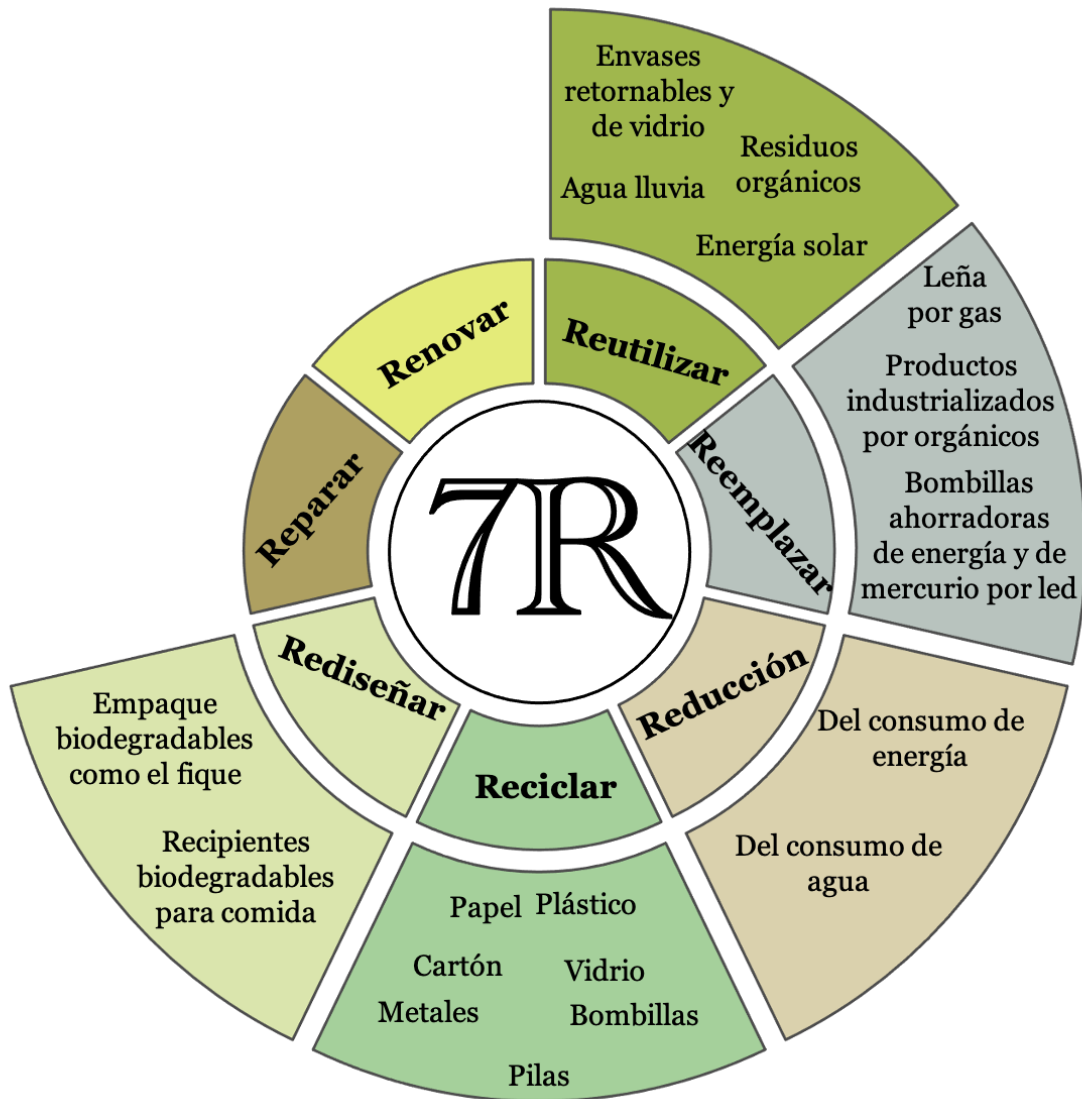 7R
Reutilizar
Envases
retornables y
de vidrio
Residuos
orgánicos
Agua lluvia
Energía solar
Reemplazar
Leña
por gas
Productos
industrializados
por orgánicos
Bombillas
ahorradoras
de energía y de
mercurio por led
Reducción
Del consumo de
energía
Del consumo de
agua
Reciclar
Papel
Plástico
Cartón
Vidrio
Metales
Bombillas
Pilas
Rediseñar
Empaque
biodegradables
como el fique
Recipientes
biodegradables
para comida
Reparar
Renovar